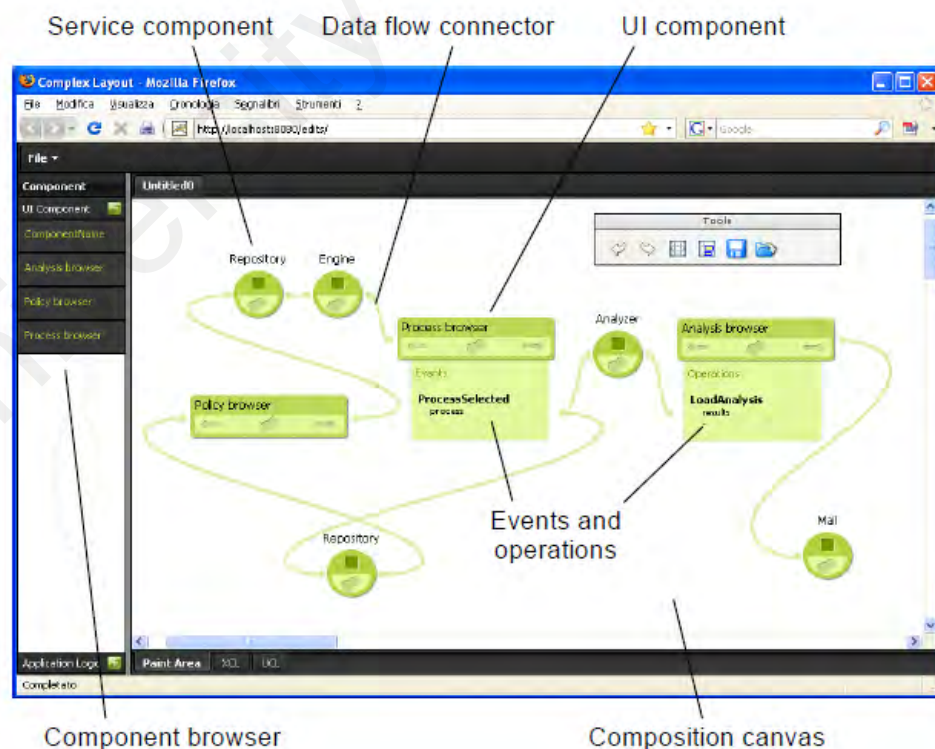 Service component Data flow connector UI component
Complex Layout - Mozilla Firefox
File Modifica Visualizza Cronologia Segnalibri Strumenti ?
http://localhost:8080/edits/
Google
File
Component
Untitled0
UI Component
ComponentName
Analysis browser
Policy browser
Process browser
Tools
Repository Engine
Process browser
Events
ProcessSelected
process
Analyzer
Analysis browser
Operations
LoadAnalysis
results
Policy browser
Repository
Events and
operations
Mail
Application Logic
Paint Area
UCL
Completato
Component browser Composition canvas